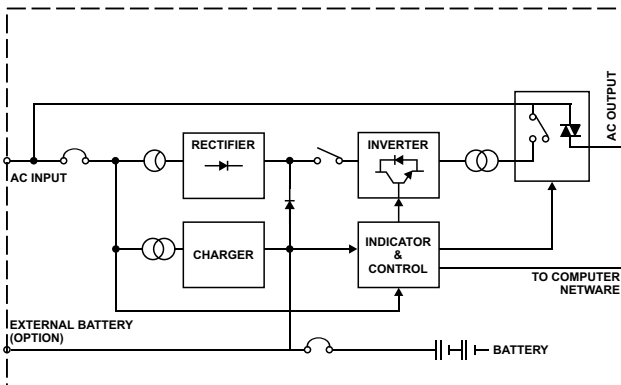 AC OUTPUT
RECTIFIER
INVERTER
AC INPUT
CHARGER
INDICATOR
&
CONTROL
TO COMPUTER
NETWARE
EXTERNAL BATTERY
(OPTION)
BATTERY